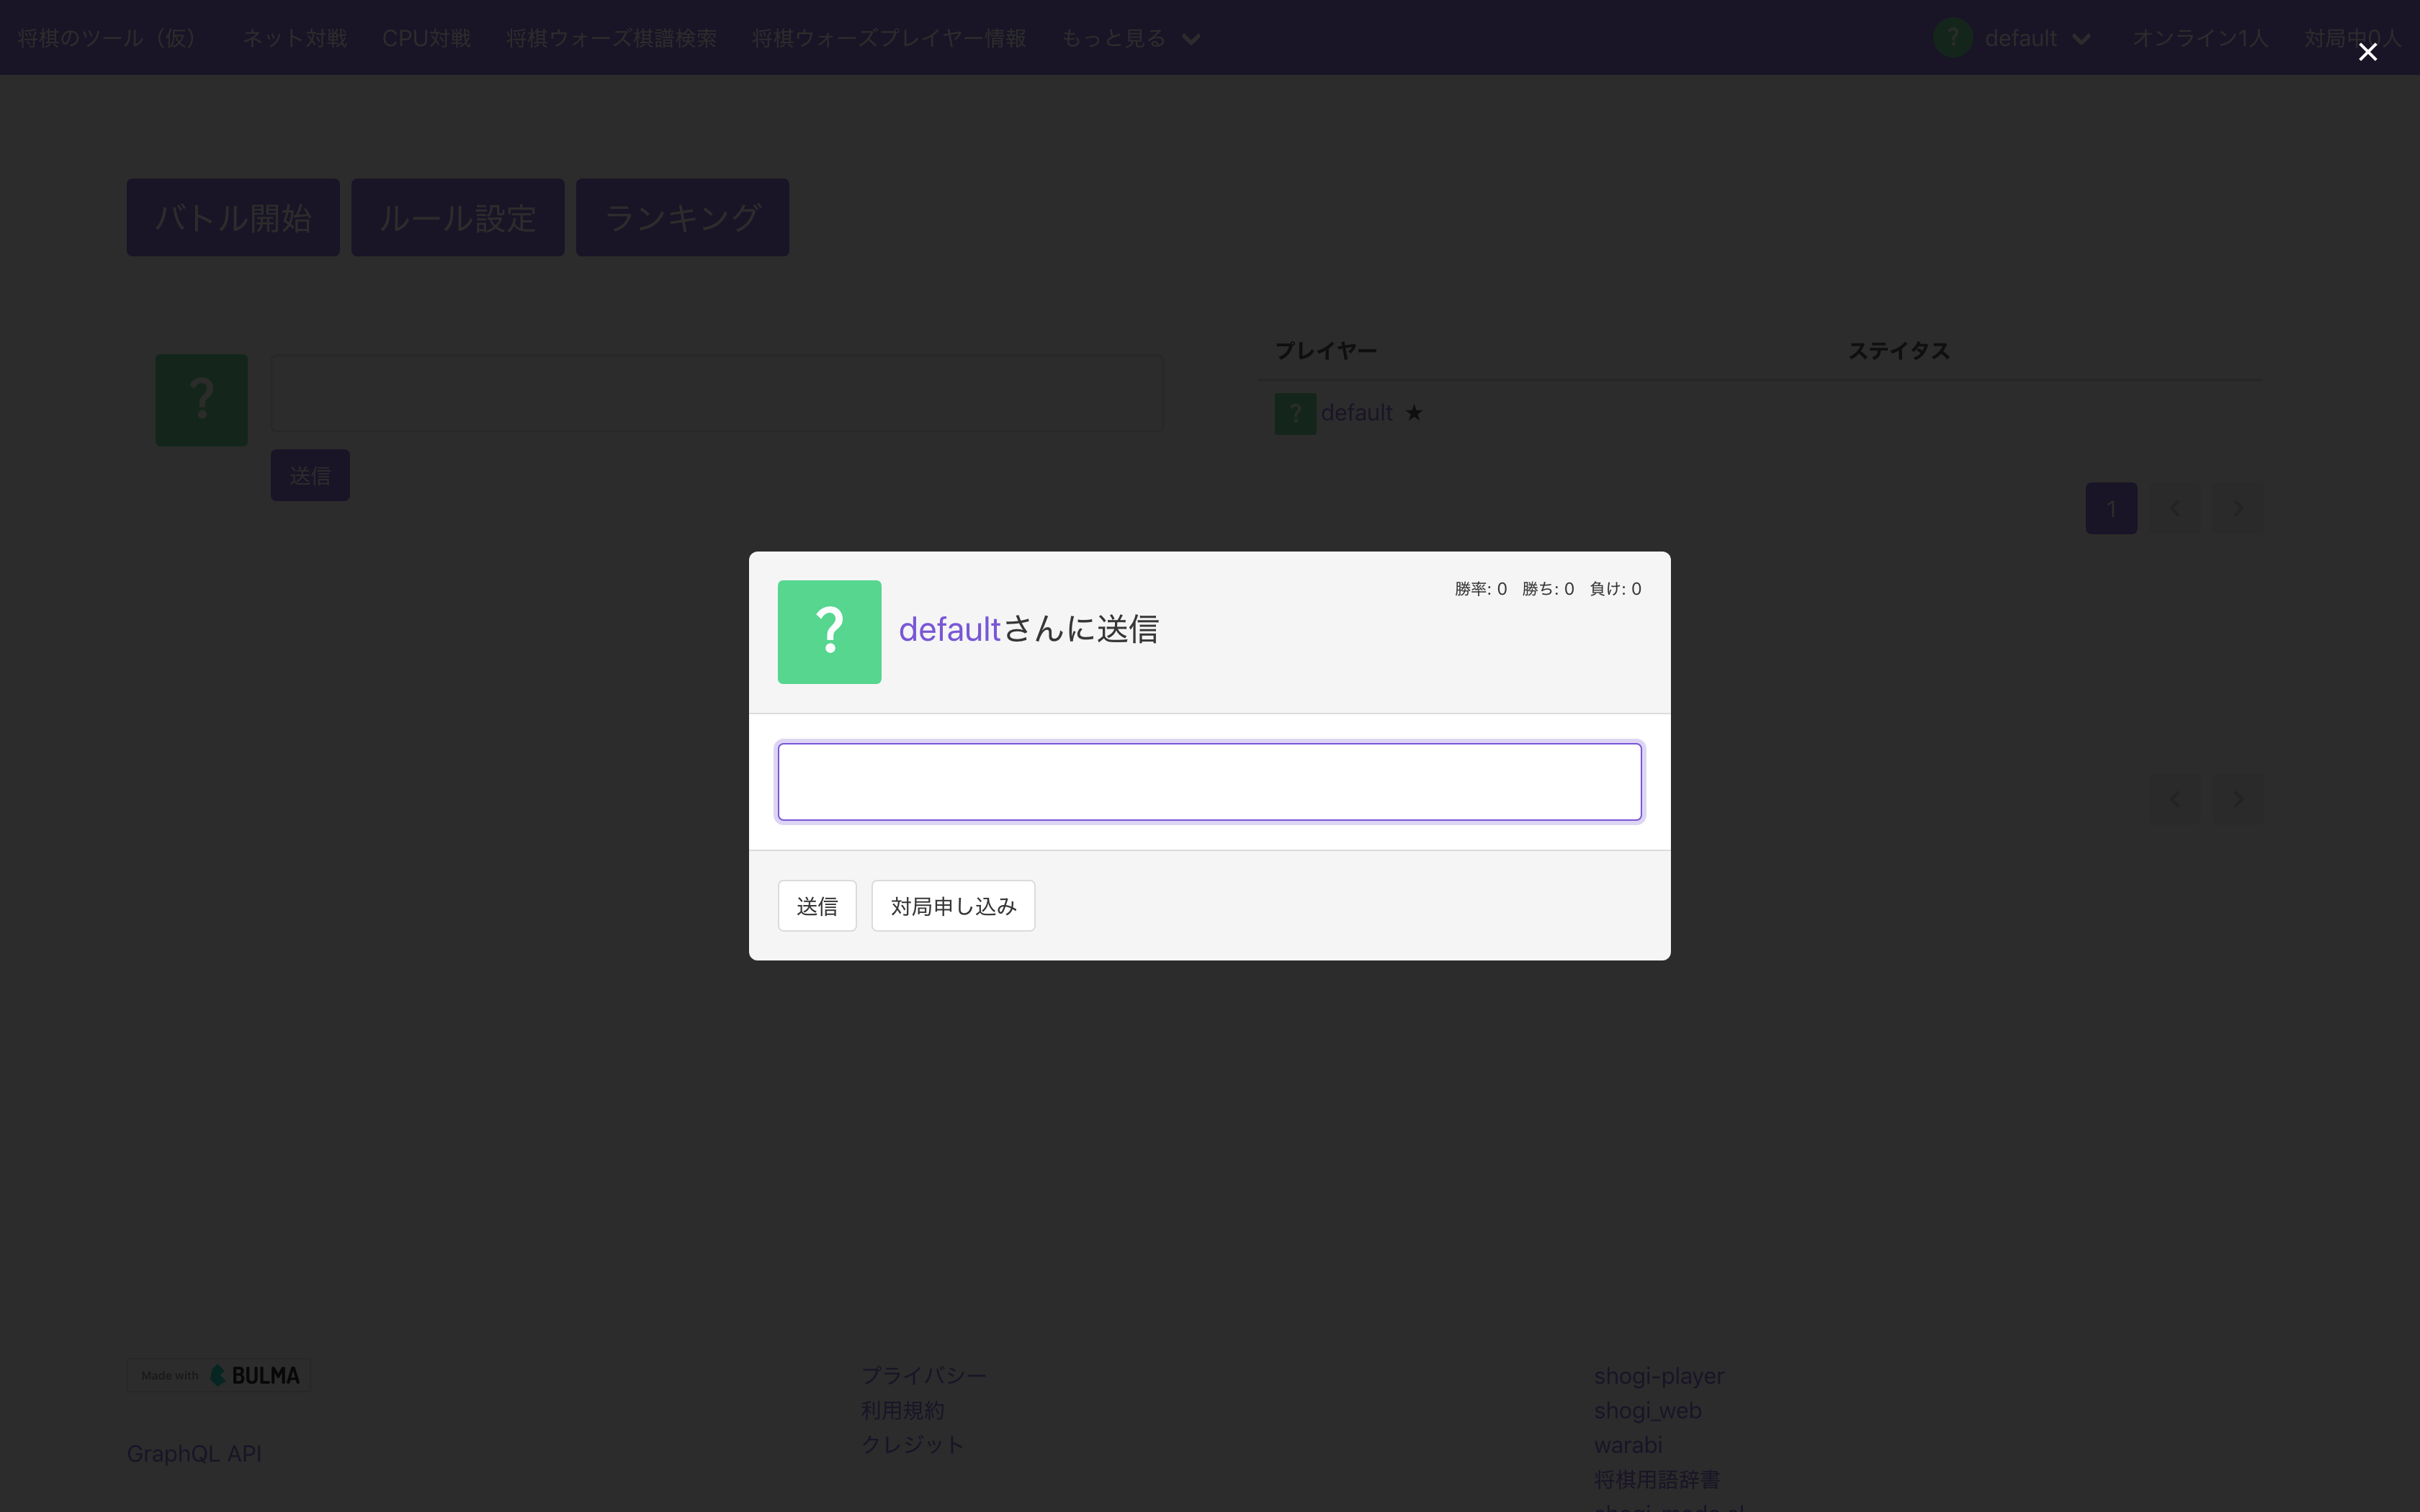 将棋のツール（仮） ネット対戦 CPU対戦 将棋ウォーズ棋譜検索 将棋ウォーズプレイヤー情報 もっと見る ? default オンライン1人 対局中0人
バトル開始 ルール設定 ランキング
プレイヤー ステイタス
?
? default ★
送信
1
勝率: 0 勝ち: 0 負け: 0
? defaultさんに送信
送信 対局申し込み
Made with BULMA
GraphQL API
プライバシー
利用規約
クレジット
shogi-player
shogi_web
warabi
将棋用語辞書